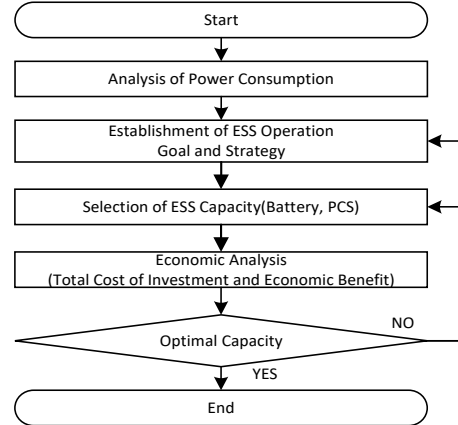 Start
Analysis of Power Consumption
Establishment of ESS Operation
Goal and Strategy
Selection of ESS Capacity(Battery, PCS)
Economic Analysis
(Total Cost of Investment and Economic Benefit)
Optimal Capacity
NO
YES
End